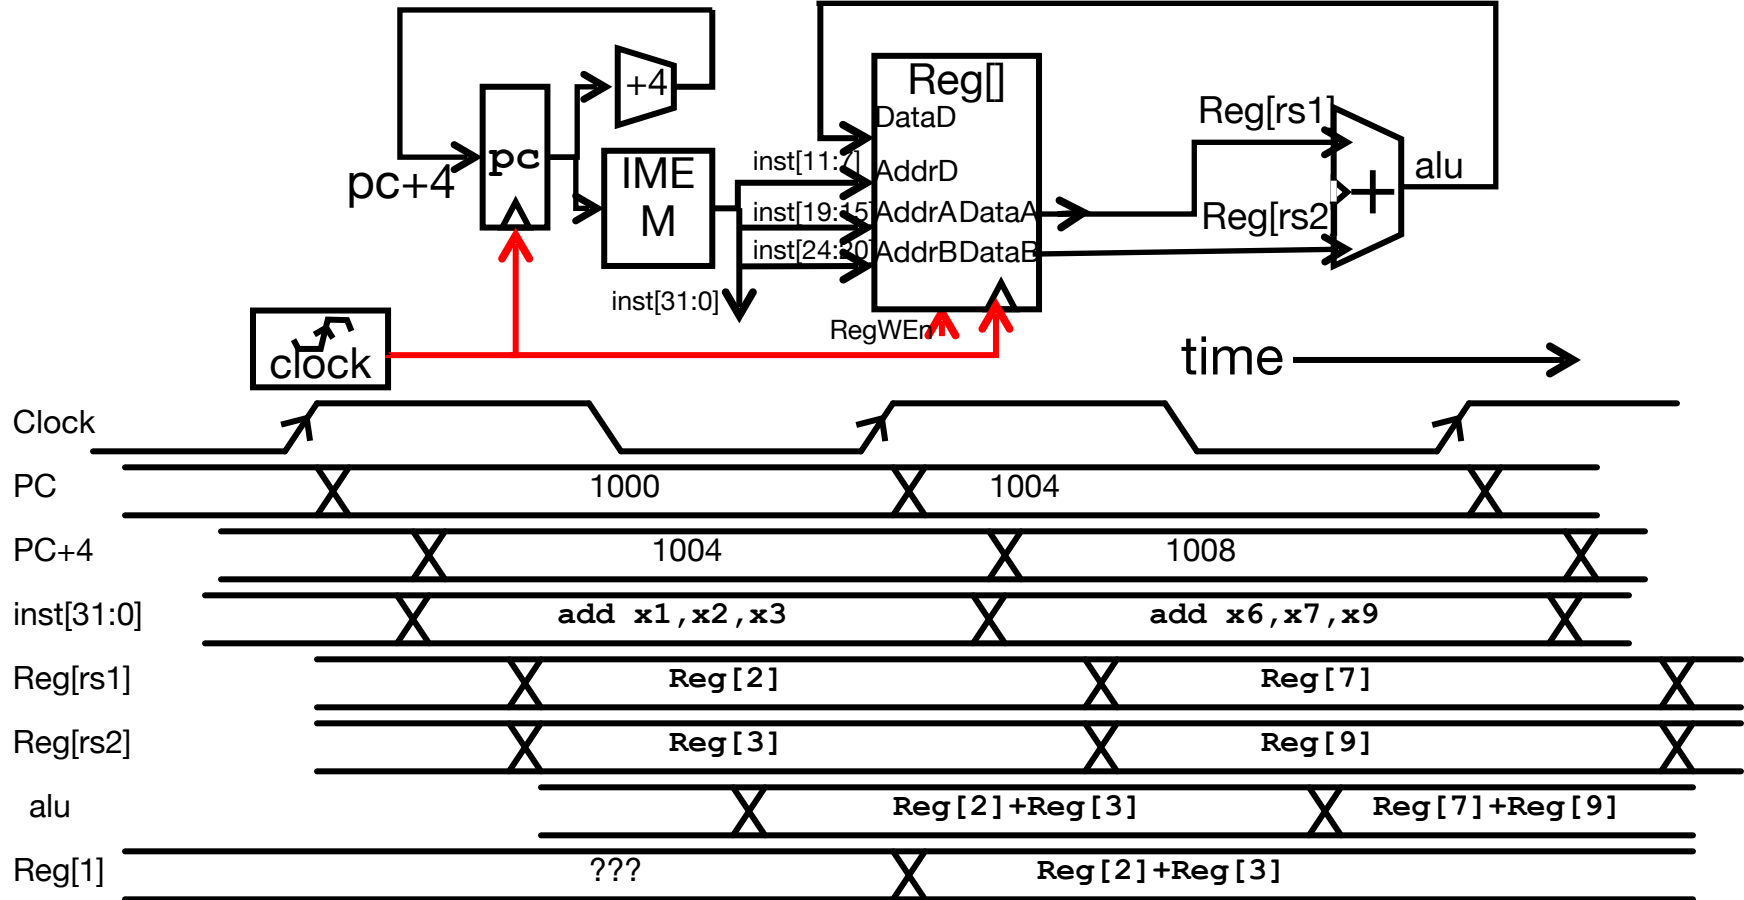 +4
Reg[]
DataD
Reg[rs1]
pc
inst[11:7]
IME
M
alu
pc+4
AddrD
inst[19:15]
AddrA DataA
Reg[rs2
+
inst[24:20]
AddrB DataB
inst[31:0]
RegWEn
clock
time
Clock
PC 1000 1004
PC+4 1004 1008
inst[31:0] add x1,x2,x3 add x6,x7,x9
Reg[rs1] Reg[2] Reg[7]
Reg[rs2] Reg[3] Reg[9]
alu Reg[2]+Reg[3] Reg[7]+Reg[9]
Reg[1] ??? Reg[2]+Reg[3]